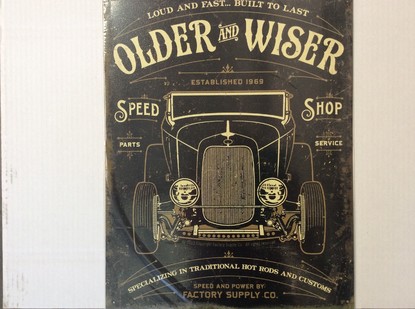 LOUD AND FAST... BUILT TO LAST
OLDER AND WISER
ESTABLISHED 1969
SPEED SHOP
PARTS SERVICE
SPECIALIZING IN TRADITIONAL HOT RODS AND CUSTOMS
SPEED AND POWER BY:
FACTORY SUPPLY CO.